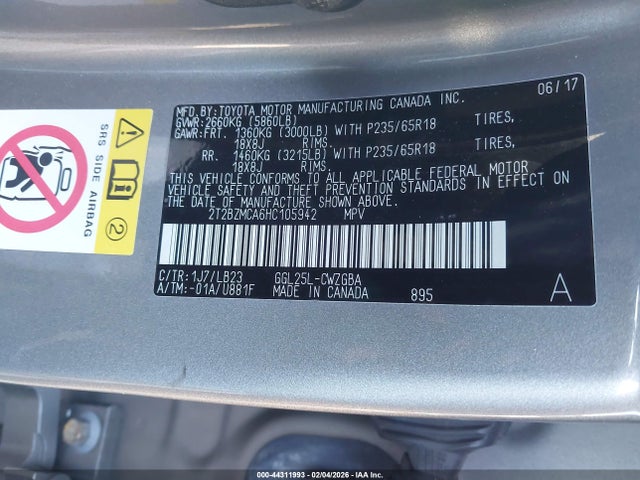 06/17
MFD. BY: TOYOTA MOTOR MANUFACTURING CANADA INC.
GVWR: 2660KG (5860LB)
GAWR: FRT. 1360KG (3000LB) WITH P235/65R18 TIRES,
18X8J RIMS.
RR. 1460KG (3215LB) WITH P235/65R18 TIRES,
18X8J RIMS.
THIS VEHICLE CONFORMS TO ALL APPLICABLE FEDERAL MOTOR
VEHICLE SAFETY AND THEFT PREVENTION STANDARDS IN EFFECT ON
THE DATE OF MANUFACTURE SHOWN ABOVE.
2T2BZMCA6HC105942 MPV
C/TR: 1J7/LB23 GGL25L-CWZGBA
A/TM: -01A/U881F MADE IN CANADA 895 A
SRS SIDE AIRBAG
2
000-44311993 - 02/04/2026 - IAA Inc.